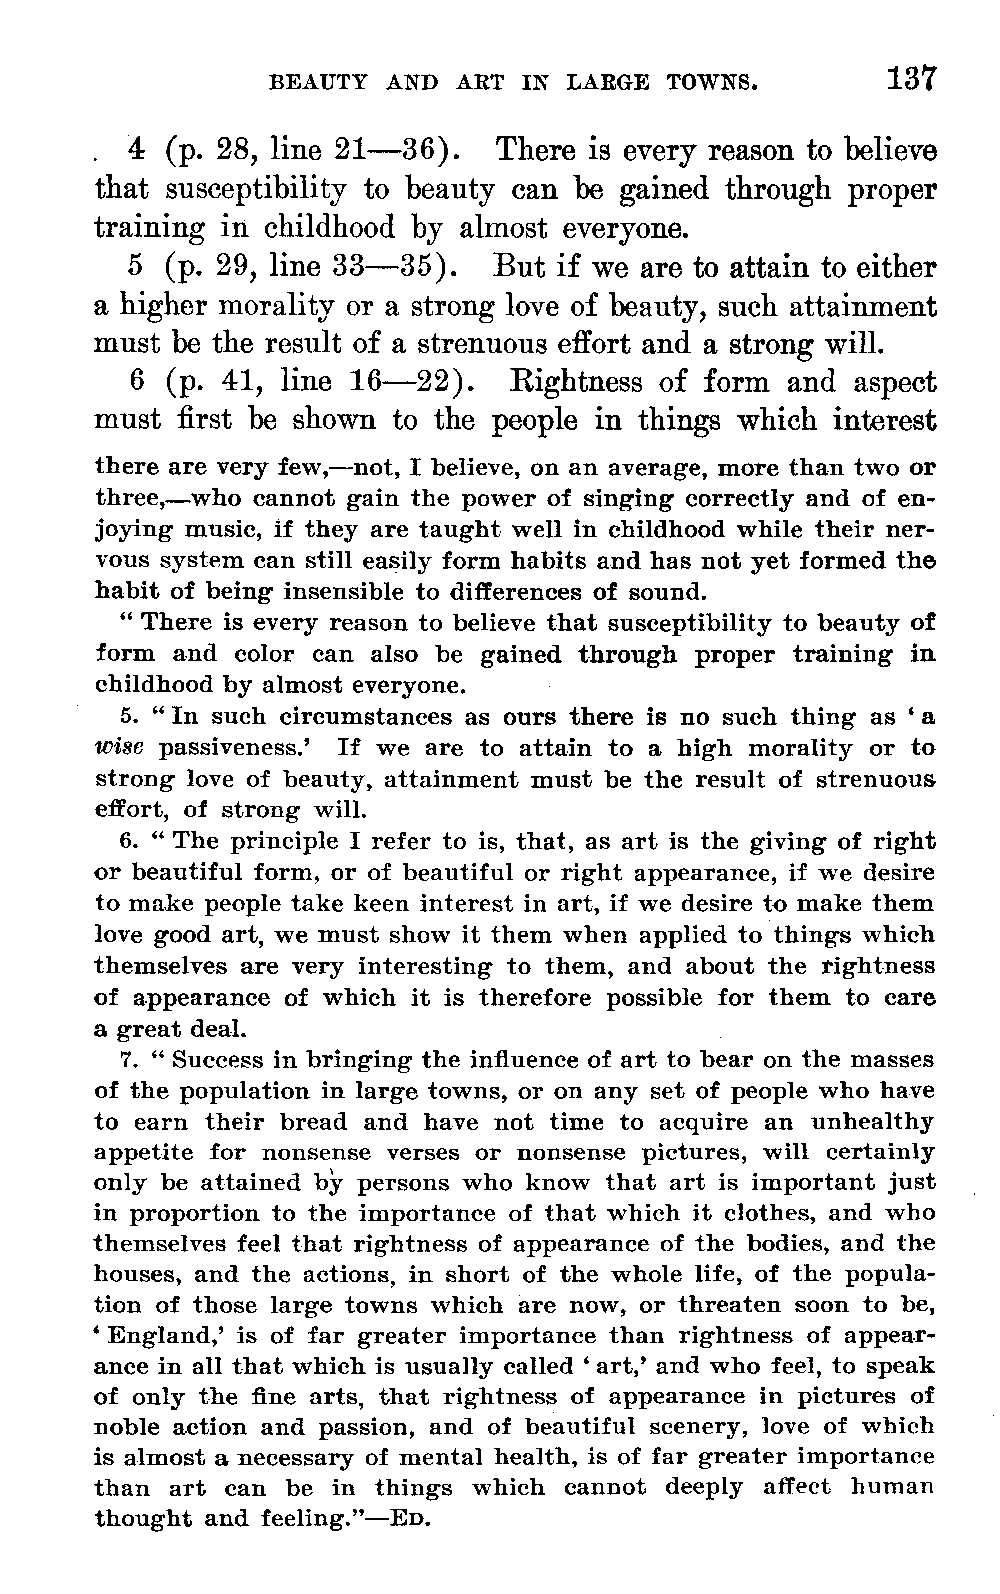 BEAUTY AND ART IN LARGE TOWNS. 137
4 (p. 28, line 21—36). There is every reason to believe
that susceptibility to beauty can be gained through proper
training in childhood by almost everyone.
5 (p. 29, line 33—35). But if we are to attain to either
a higher morality or a strong love of beauty, such attainment
must be the result of a strenuous effort and a strong will.
6 (p. 41, line 16—22). Rightness of form and aspect
must first be shown to the people in things which interest
there are very few,—not, I believe, on an average, more than two or
three,—who cannot gain the power of singing correctly and of en-
joying music, if they are taught well in childhood while their ner-
vous system can still easily form habits and has not yet formed the
habit of being insensible to differences of sound.
“There is every reason to believe that susceptibility to beauty of
form and color can also be gained through proper training in
childhood by almost everyone.
5. “In such circumstances as ours there is no such thing as ‘a
wise passiveness.’ If we are to attain to a high morality or to
strong love of beauty, attainment must be the result of strenuous
effort, of strong will.
6. “The principle I refer to is, that, as art is the giving of right
or beautiful form, or of beautiful or right appearance, if we desire
to make people take keen interest in art, if we desire to make them
love good art, we must show it them when applied to things which
themselves are very interesting to them, and about the rightness
of appearance of which it is therefore possible for them to care
a great deal.
7. “Success in bringing the influence of art to bear on the masses
of the population in large towns, or on any set of people who have
to earn their bread and have not time to acquire an unhealthy
appetite for nonsense verses or nonsense pictures, will certainly
only be attained by persons who know that art is important just
in proportion to the importance of that which it clothes, and who
themselves feel that rightness of appearance of the bodies, and the
houses, and the actions, in short of the whole life, of the popula-
tion of those large towns which are now, or threaten soon to be,
‘England,’ is of far greater importance than rightness of appear-
ance in all that which is usually called ‘art,’ and who feel, to speak
of only the fine arts, that rightness of appearance in pictures of
noble action and passion, and of beautiful scenery, love of which
is almost a necessary of mental health, is of far greater importance
than art can be in things which cannot deeply affect human
thought and feeling.”—ED.